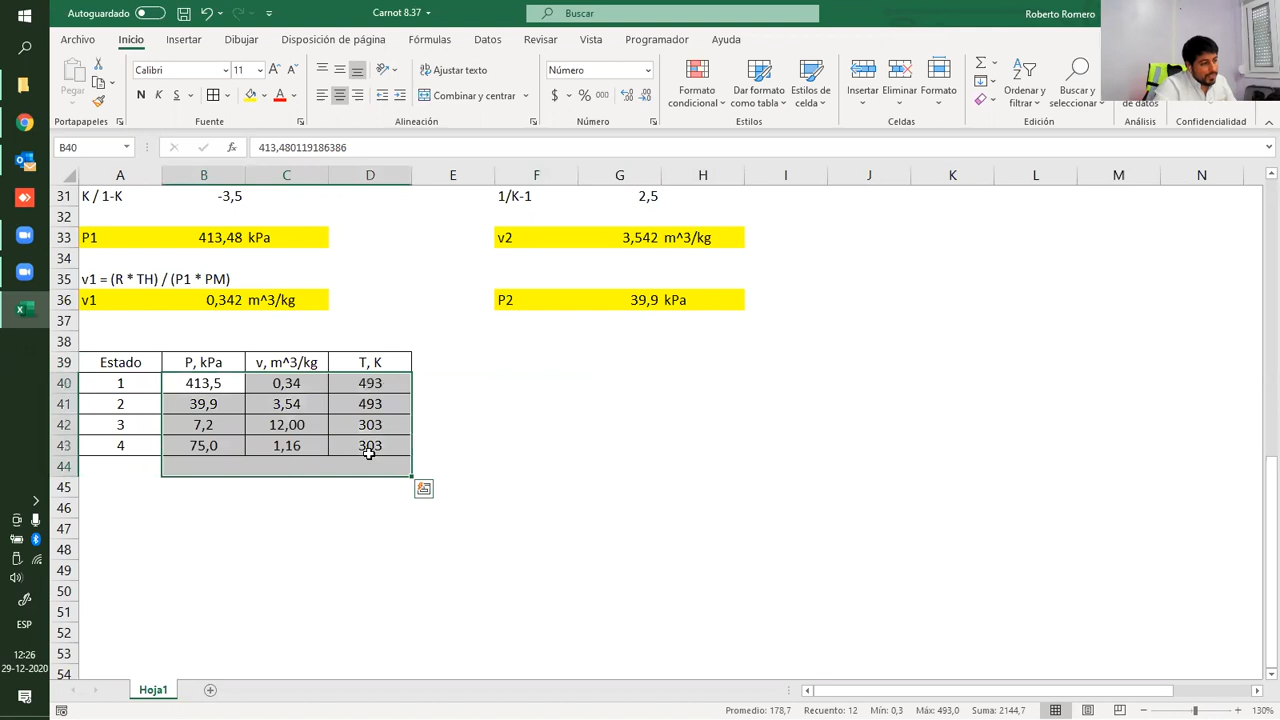 Autoguardado
Carnot 8.37
Buscar
Roberto Romero
Archivo Inicio Insertar Dibujar Disposición de página Fórmulas Datos Revisar Vista Programador Ayuda
Pegar
Calibri 11
N K S
Ajustar texto
Combinar y centrar
Número
$ % 000
Formato condicional
Dar formato como tabla
Estilos de celda
Insertar Eliminar Formato
Ordenar y filtrar
Buscar y seleccionar
de datos
Portapapeles Fuente Alineación Número Estilos Celdas Edición Análisis Confidencialidad
B40 fx 413,480119186386
A B C D E F G H I J K L M N
31 K / 1-K -3,5 1/K-1 2,5
32
33 P1 413,48 kPa v2 3,542 m^3/kg
34
35 v1 = (R * TH) / (P1 * PM)
36 v1 0,342 m^3/kg P2 39,9 kPa
37
38
39 Estado P, kPa v, m^3/kg T, K
40 1 413,5 0,34 493
41 2 39,9 3,54 493
42 3 7,2 12,00 303
43 4 75,0 1,16 303
44
45
46
47
48
49
50
51
52
53
54
ESP
12:26
29-12-2020
Hoja1
Promedio: 178,7 Recuento: 12 Mín: 0,3 Máx: 493,0 Suma: 2144,7 130%